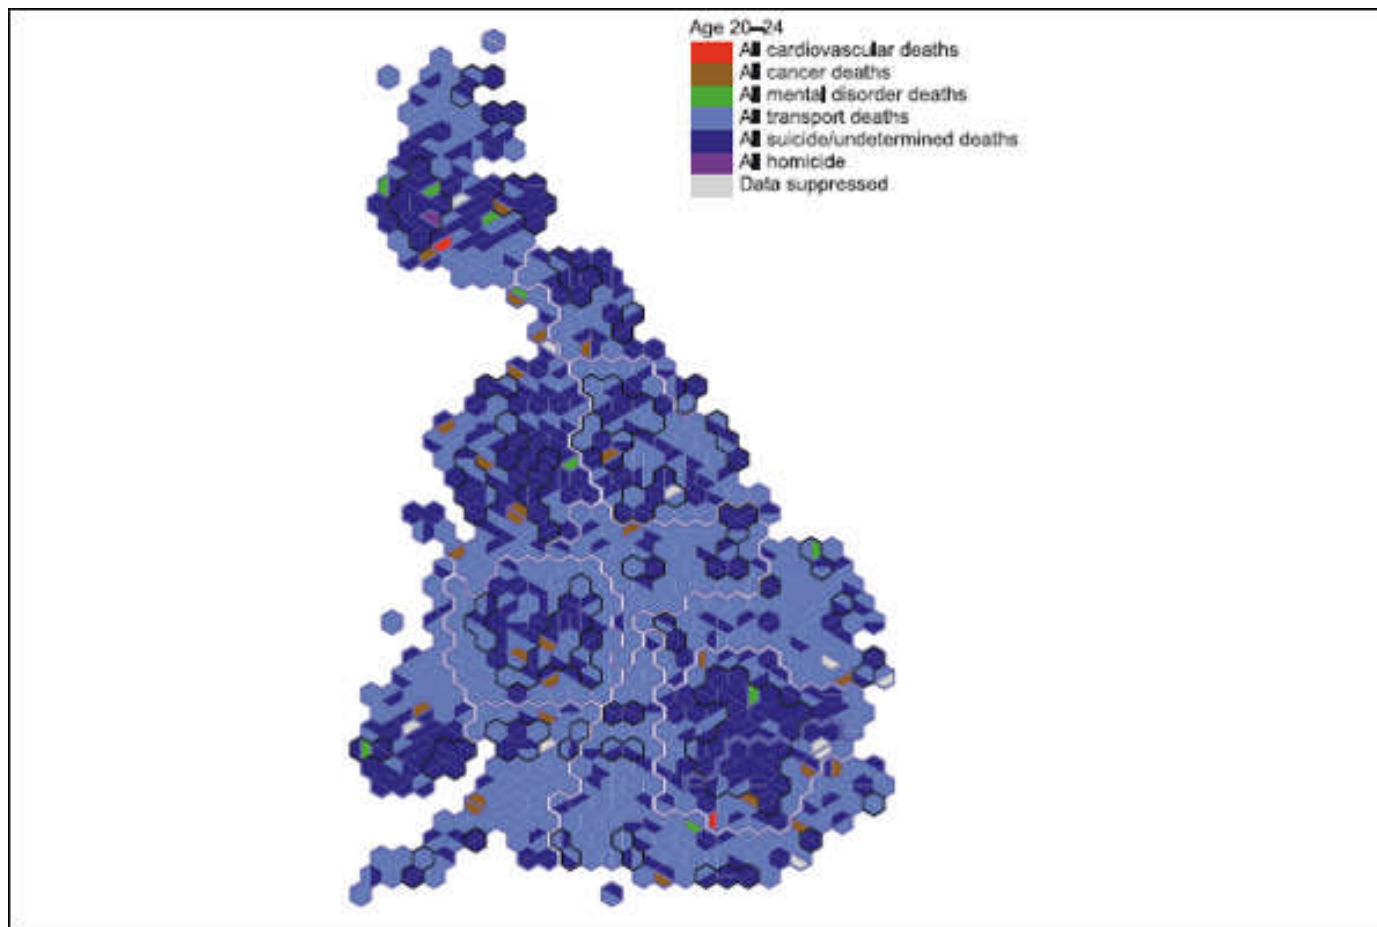 Age 20–24
All cardiovascular deaths
All cancer deaths
All mental disorder deaths
All transport deaths
All suicide/undetermined deaths
All homicide
Data suppressed